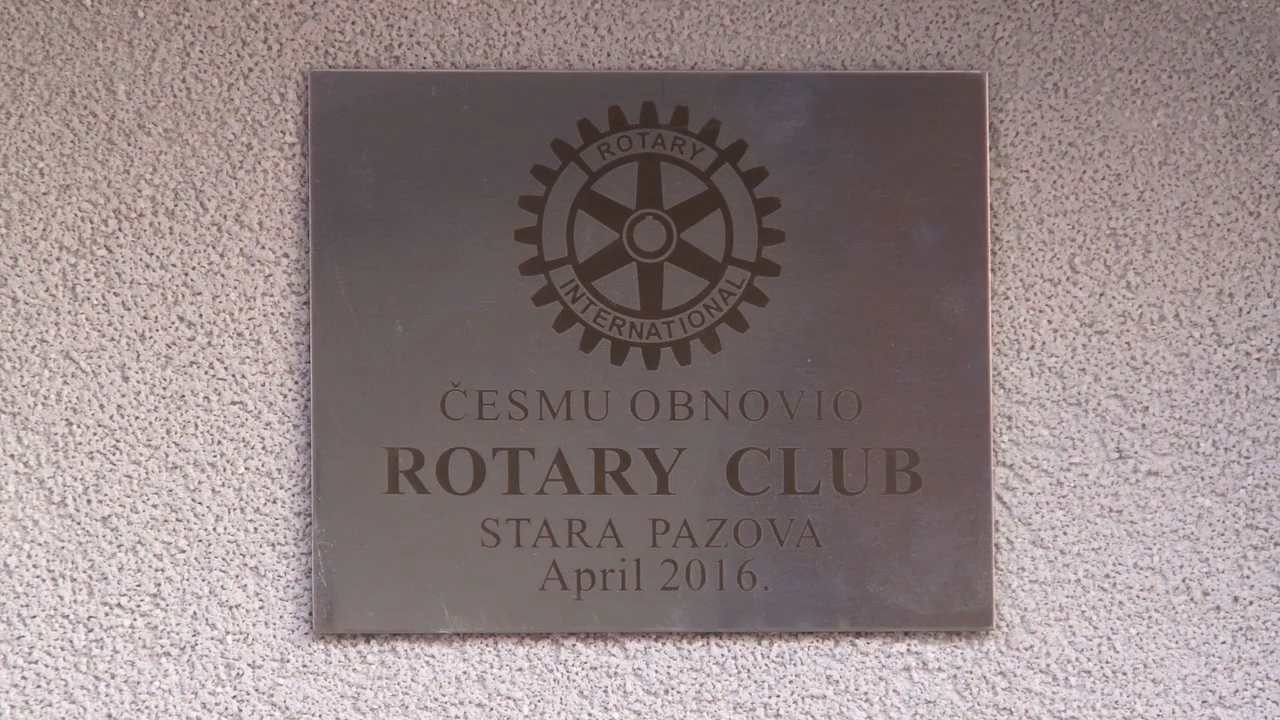 ROTARY
INTERNATIONAL
ČESMU OBNOVIO
ROTARY CLUB
STARA PAZOVA
April 2016.